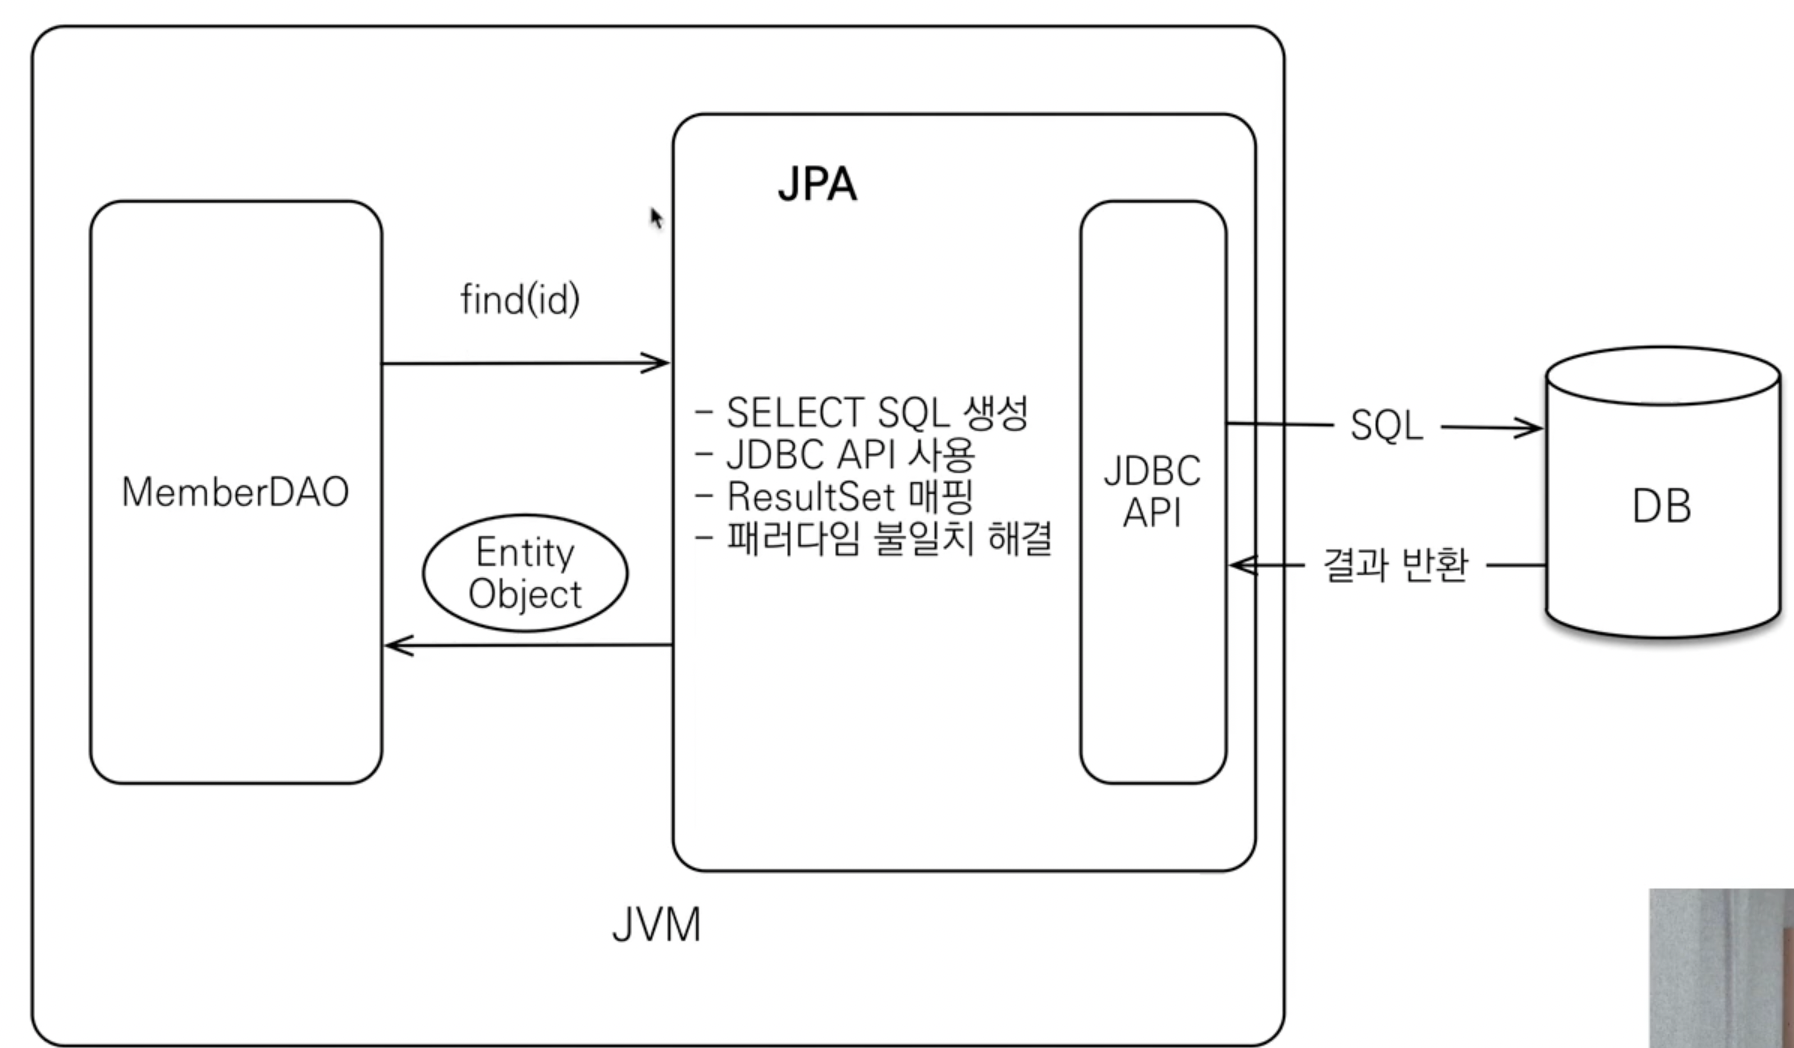 JPA
find(id)
- SELECT SQL 생성
- JDBC API 사용
- ResultSet 매핑
- 패러다임 불일치 해결
MemberDAO
Entity
Object
JDBC
API
SQL
결과 반환
DB
JVM